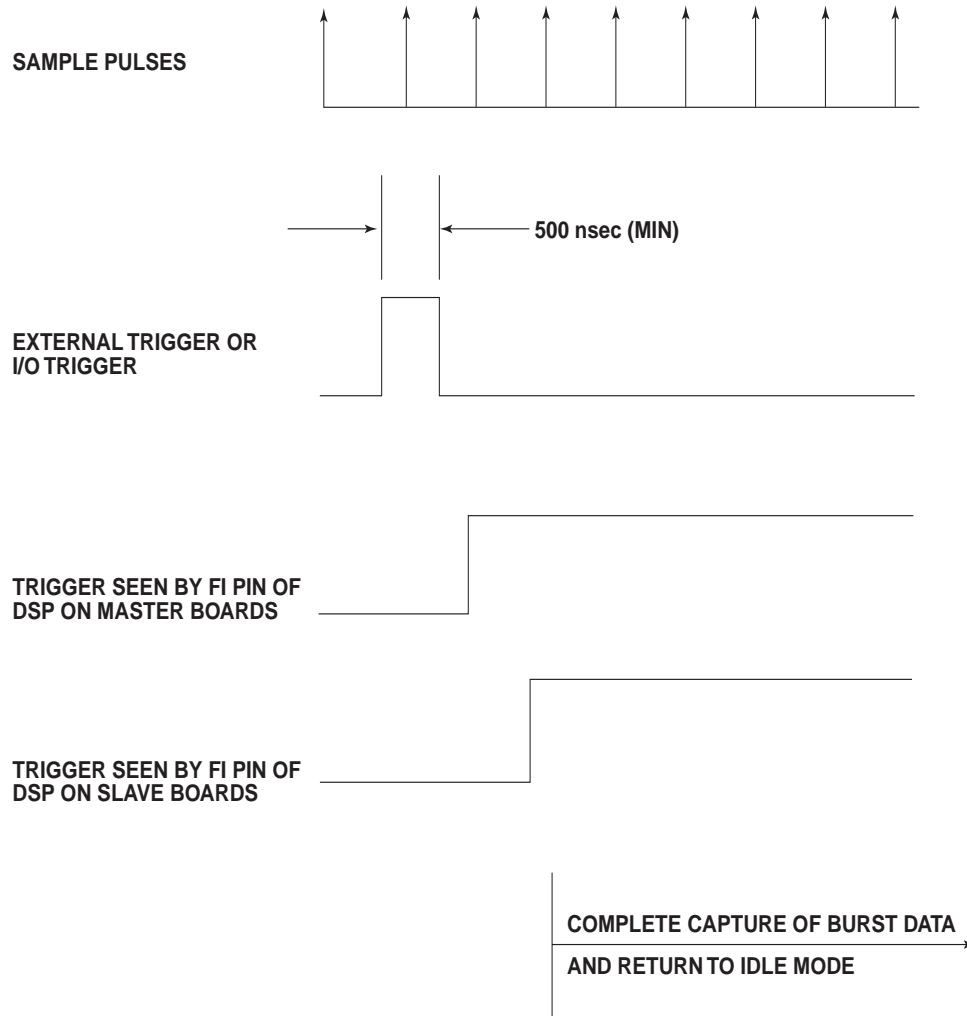 SAMPLE PULSES
500 nsec (MIN)
EXTERNAL TRIGGER OR
I/O TRIGGER
TRIGGER SEEN BY FI PIN OF
DSP ON MASTER BOARDS
TRIGGER SEEN BY FI PIN OF
DSP ON SLAVE BOARDS
COMPLETE CAPTURE OF BURST DATA
AND RETURN TO IDLE MODE